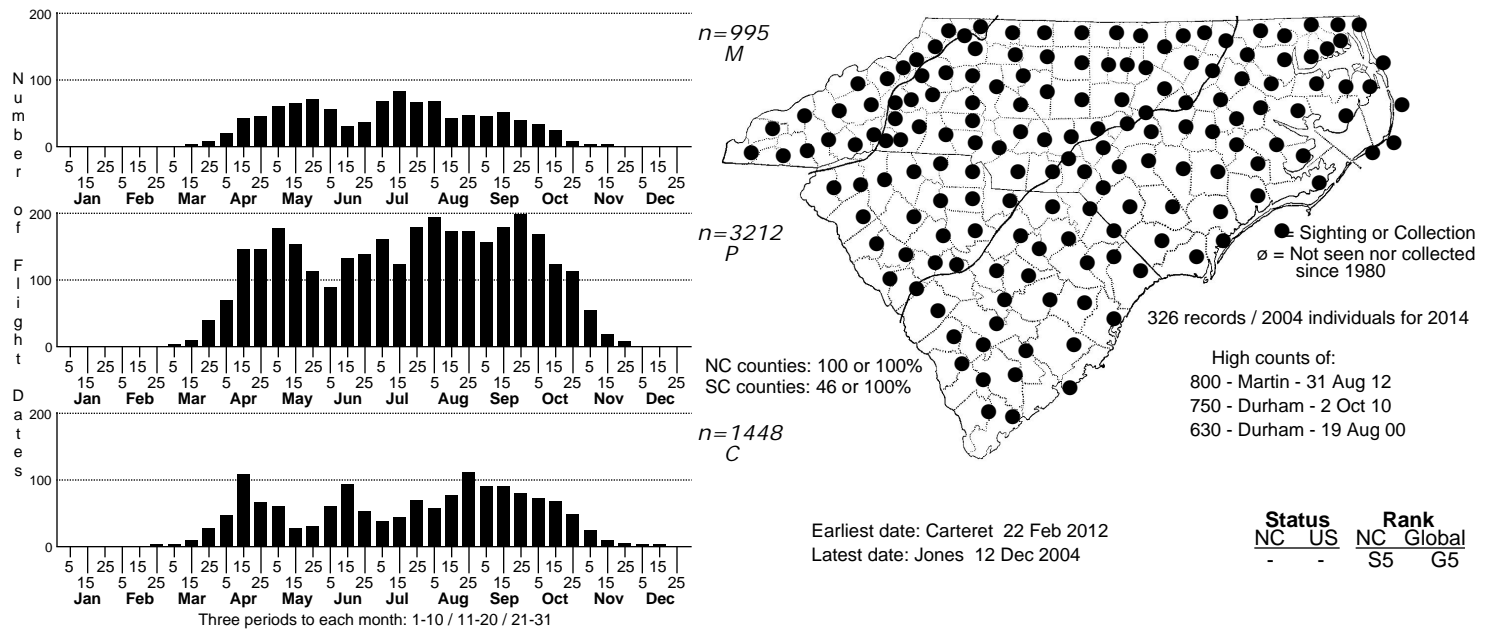 Number of Flight Dates
200
100
0
5 15 25 5 15 25 5 15 25 5 15 25 5 15 25 5 15 25 5 15 25 5 15 25 5 15 25 5 15 25 5 15 25 5 15 25
Jan Feb Mar Apr May Jun Jul Aug Sep Oct Nov Dec
n=995
M
200
100
0
5 15 25 5 15 25 5 15 25 5 15 25 5 15 25 5 15 25 5 15 25 5 15 25 5 15 25 5 15 25 5 15 25 5 15 25
Jan Feb Mar Apr May Jun Jul Aug Sep Oct Nov Dec
n=3212
P
200
100
0
5 15 25 5 15 25 5 15 25 5 15 25 5 15 25 5 15 25 5 15 25 5 15 25 5 15 25 5 15 25 5 15 25 5 15 25
Jan Feb Mar Apr May Jun Jul Aug Sep Oct Nov Dec
n=1448
C
Three periods to each month: 1-10 / 11-20 / 21-31
NC counties: 100 or 100%
SC counties: 46 or 100%
= Sighting or Collection
ø = Not seen nor collected
since 1980
326 records / 2004 individuals for 2014
High counts of:
800 - Martin - 31 Aug 12
750 - Durham - 2 Oct 10
630 - Durham - 19 Aug 00
Earliest date: Carteret 22 Feb 2012
Latest date: Jones 12 Dec 2004
Status Rank
NC US NC Global
- - S5 G5